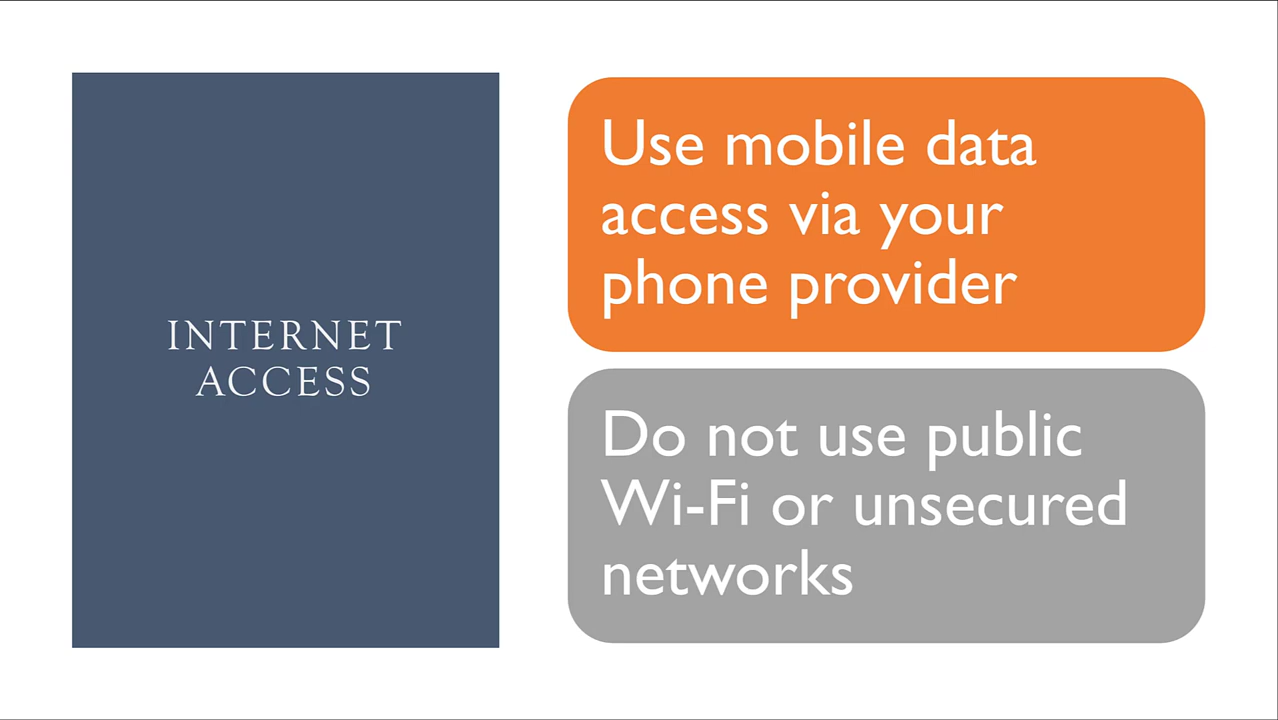 INTERNET
ACCESS
Use mobile data
access via your
phone provider
Do not use public
Wi-Fi or unsecured
networks